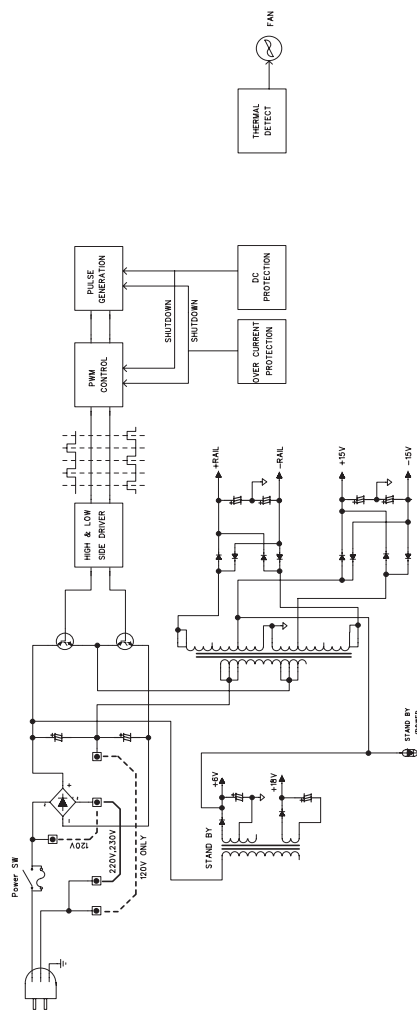 FAN
THERMAL
DETECT
PULSE
GENERATION
DC
PROTECTION
SHUTDOWN
SHUTDOWN
OVER CURRENT
PROTECTION
PWM
CONTROL
HIGH & LOW
SIDE DRIVER
+RAIL
-RAIL
+15V
-15V
+6V
+18V
STAND BY
STAND BY
Power SW
120V
220V,230V
120V ONLY
+
-